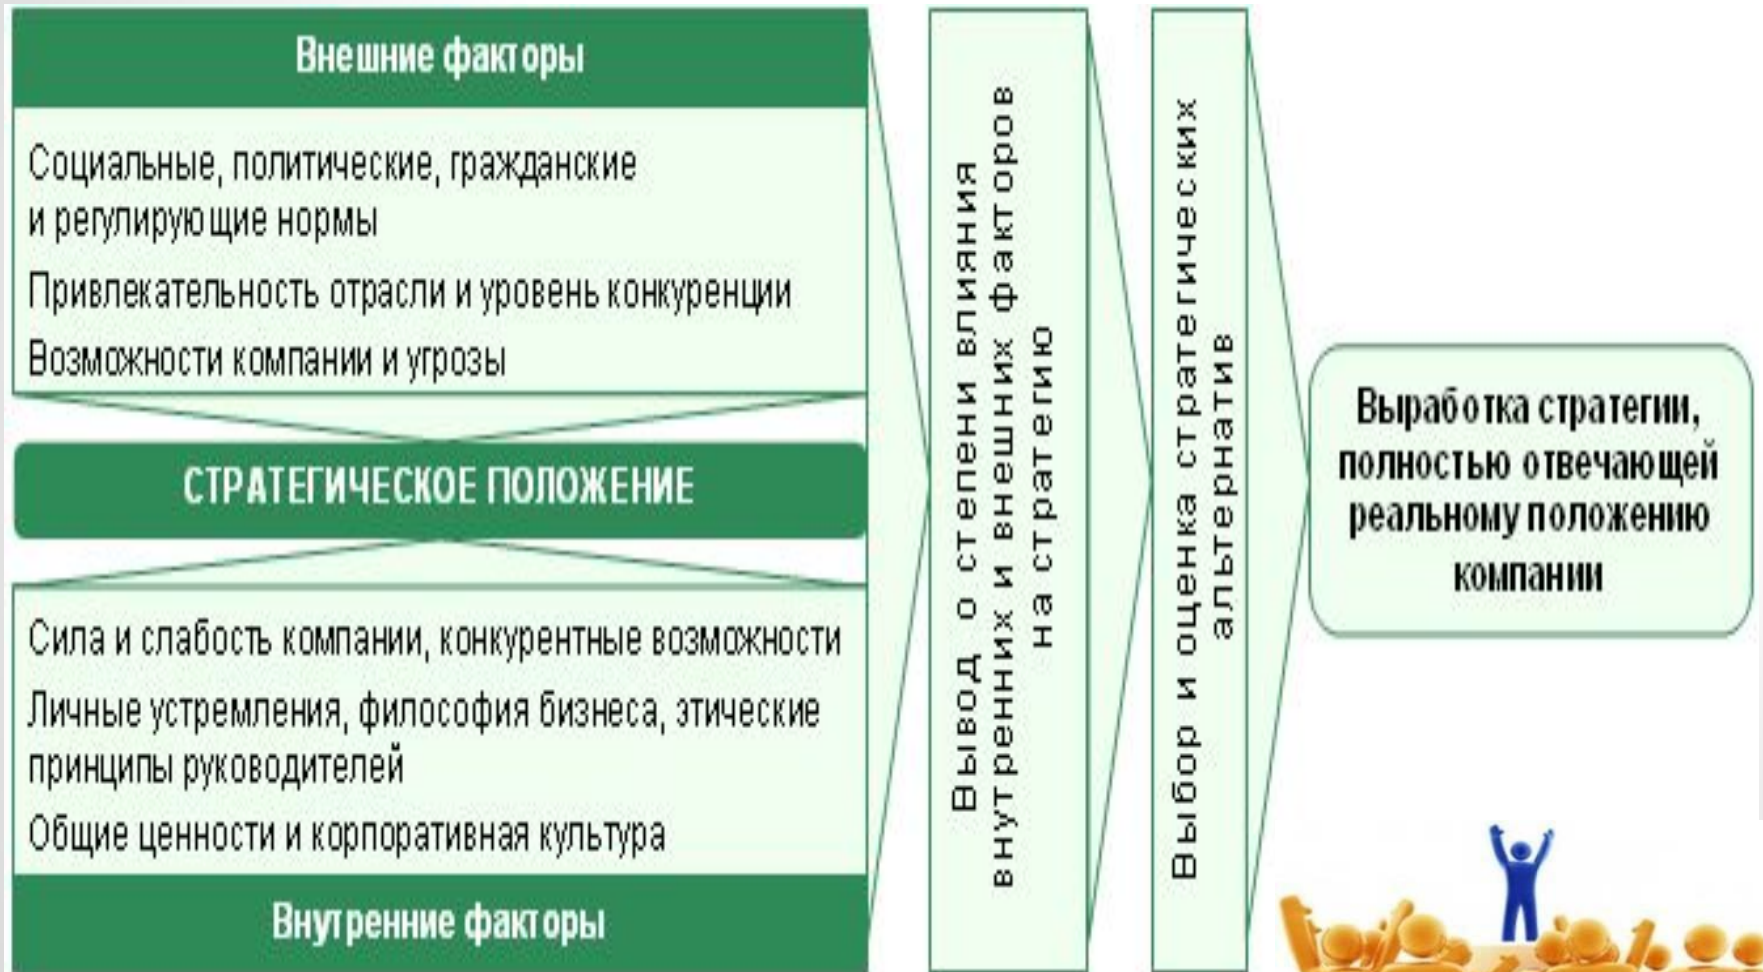 Внешние факторы
Социальные, политические, гражданские
и регулирующие нормы
Привлекательность отрасли и уровень конкуренции
Возможности компании и угрозы
СТРАТЕГИЧЕСКОЕ ПОЛОЖЕНИЕ
Сила и слабость компании, конкурентные возможности
Личные устремления, философия бизнеса, этические
принципы руководителей
Общие ценности и корпоративная культура
Внутренние факторы
Вывод о степени влияния
внутренних и внешних факторов
на стратегию
Выбор и оценка стратегических
альтернатив
Выработка стратегии,
полностью отвечающей
реальному положению
компании